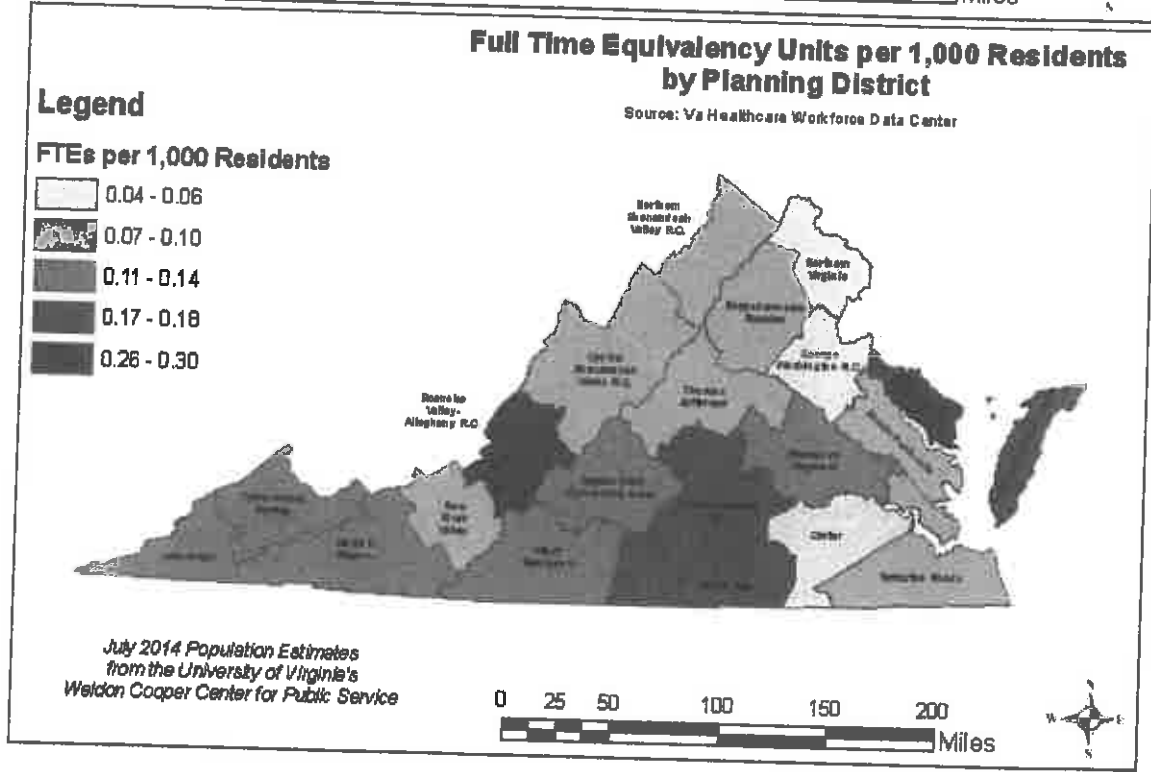 Miles
Full Time Equivalency Units per 1,000 Residents
by Planning District
Source: Va Healthcare Workforce Data Center
Legend
FTEs per 1,000 Residents
0.04 - 0.06
0.07 - 0.10
0.11 - 0.14
0.17 - 0.18
0.26 - 0.30
Northern
Shenandoah
Valley R.C.
Northern
Virginia
George
Washington R.C.
Central
Shenandoah
Thomas
Jefferson
Roanoke
Valley-
Alleghany R.C
New
River
Valley
Crater
Hampton Roads
July 2014 Population Estimates
from the University of Virginia's
Weldon Cooper Center for Public Service
0 25 50 100 150 200
Miles
N
W E
S